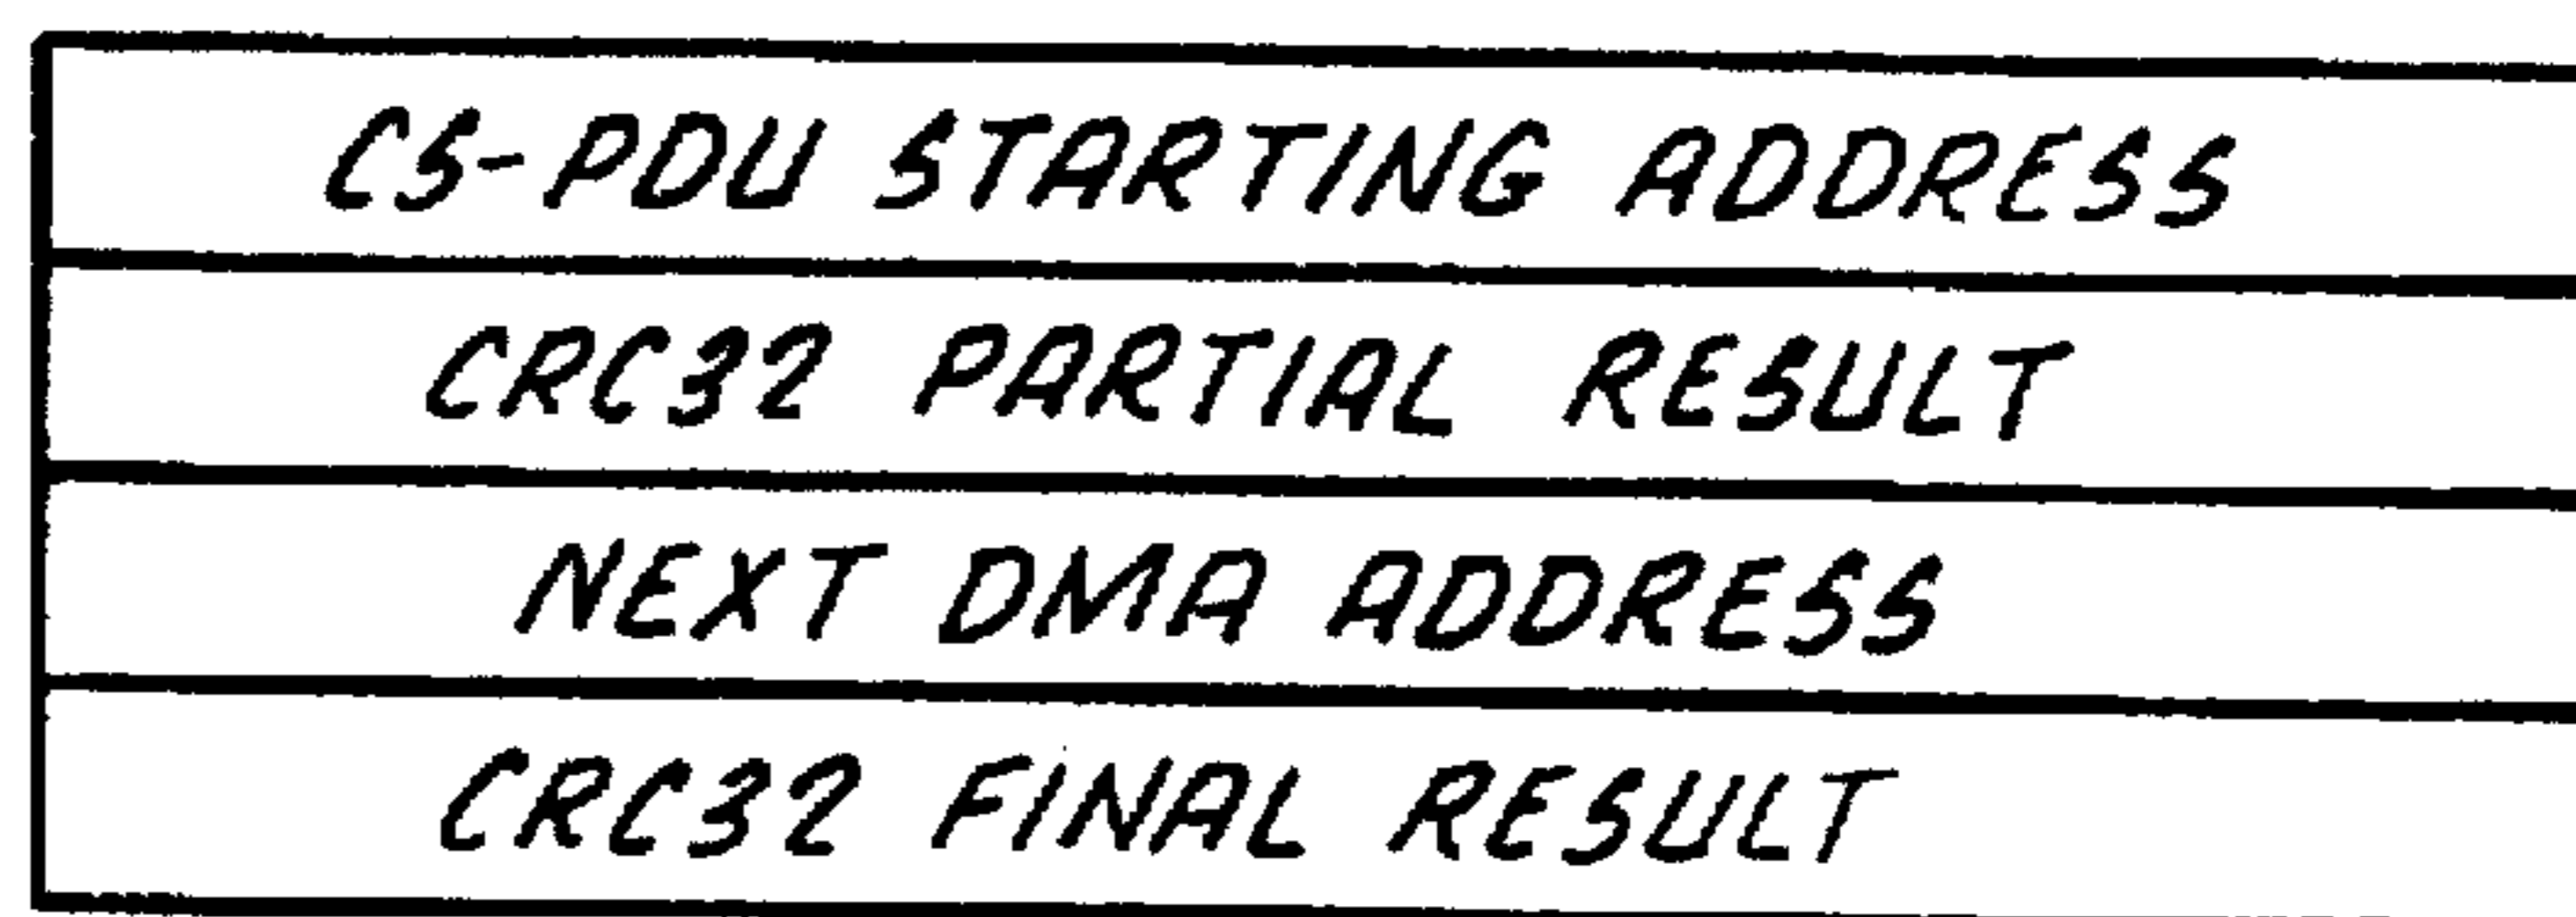 CS-PDU STARTING ADDRESS
CRC32 PARTIAL RESULT
NEXT DMA ADDRESS
CRC32 FINAL RESULT